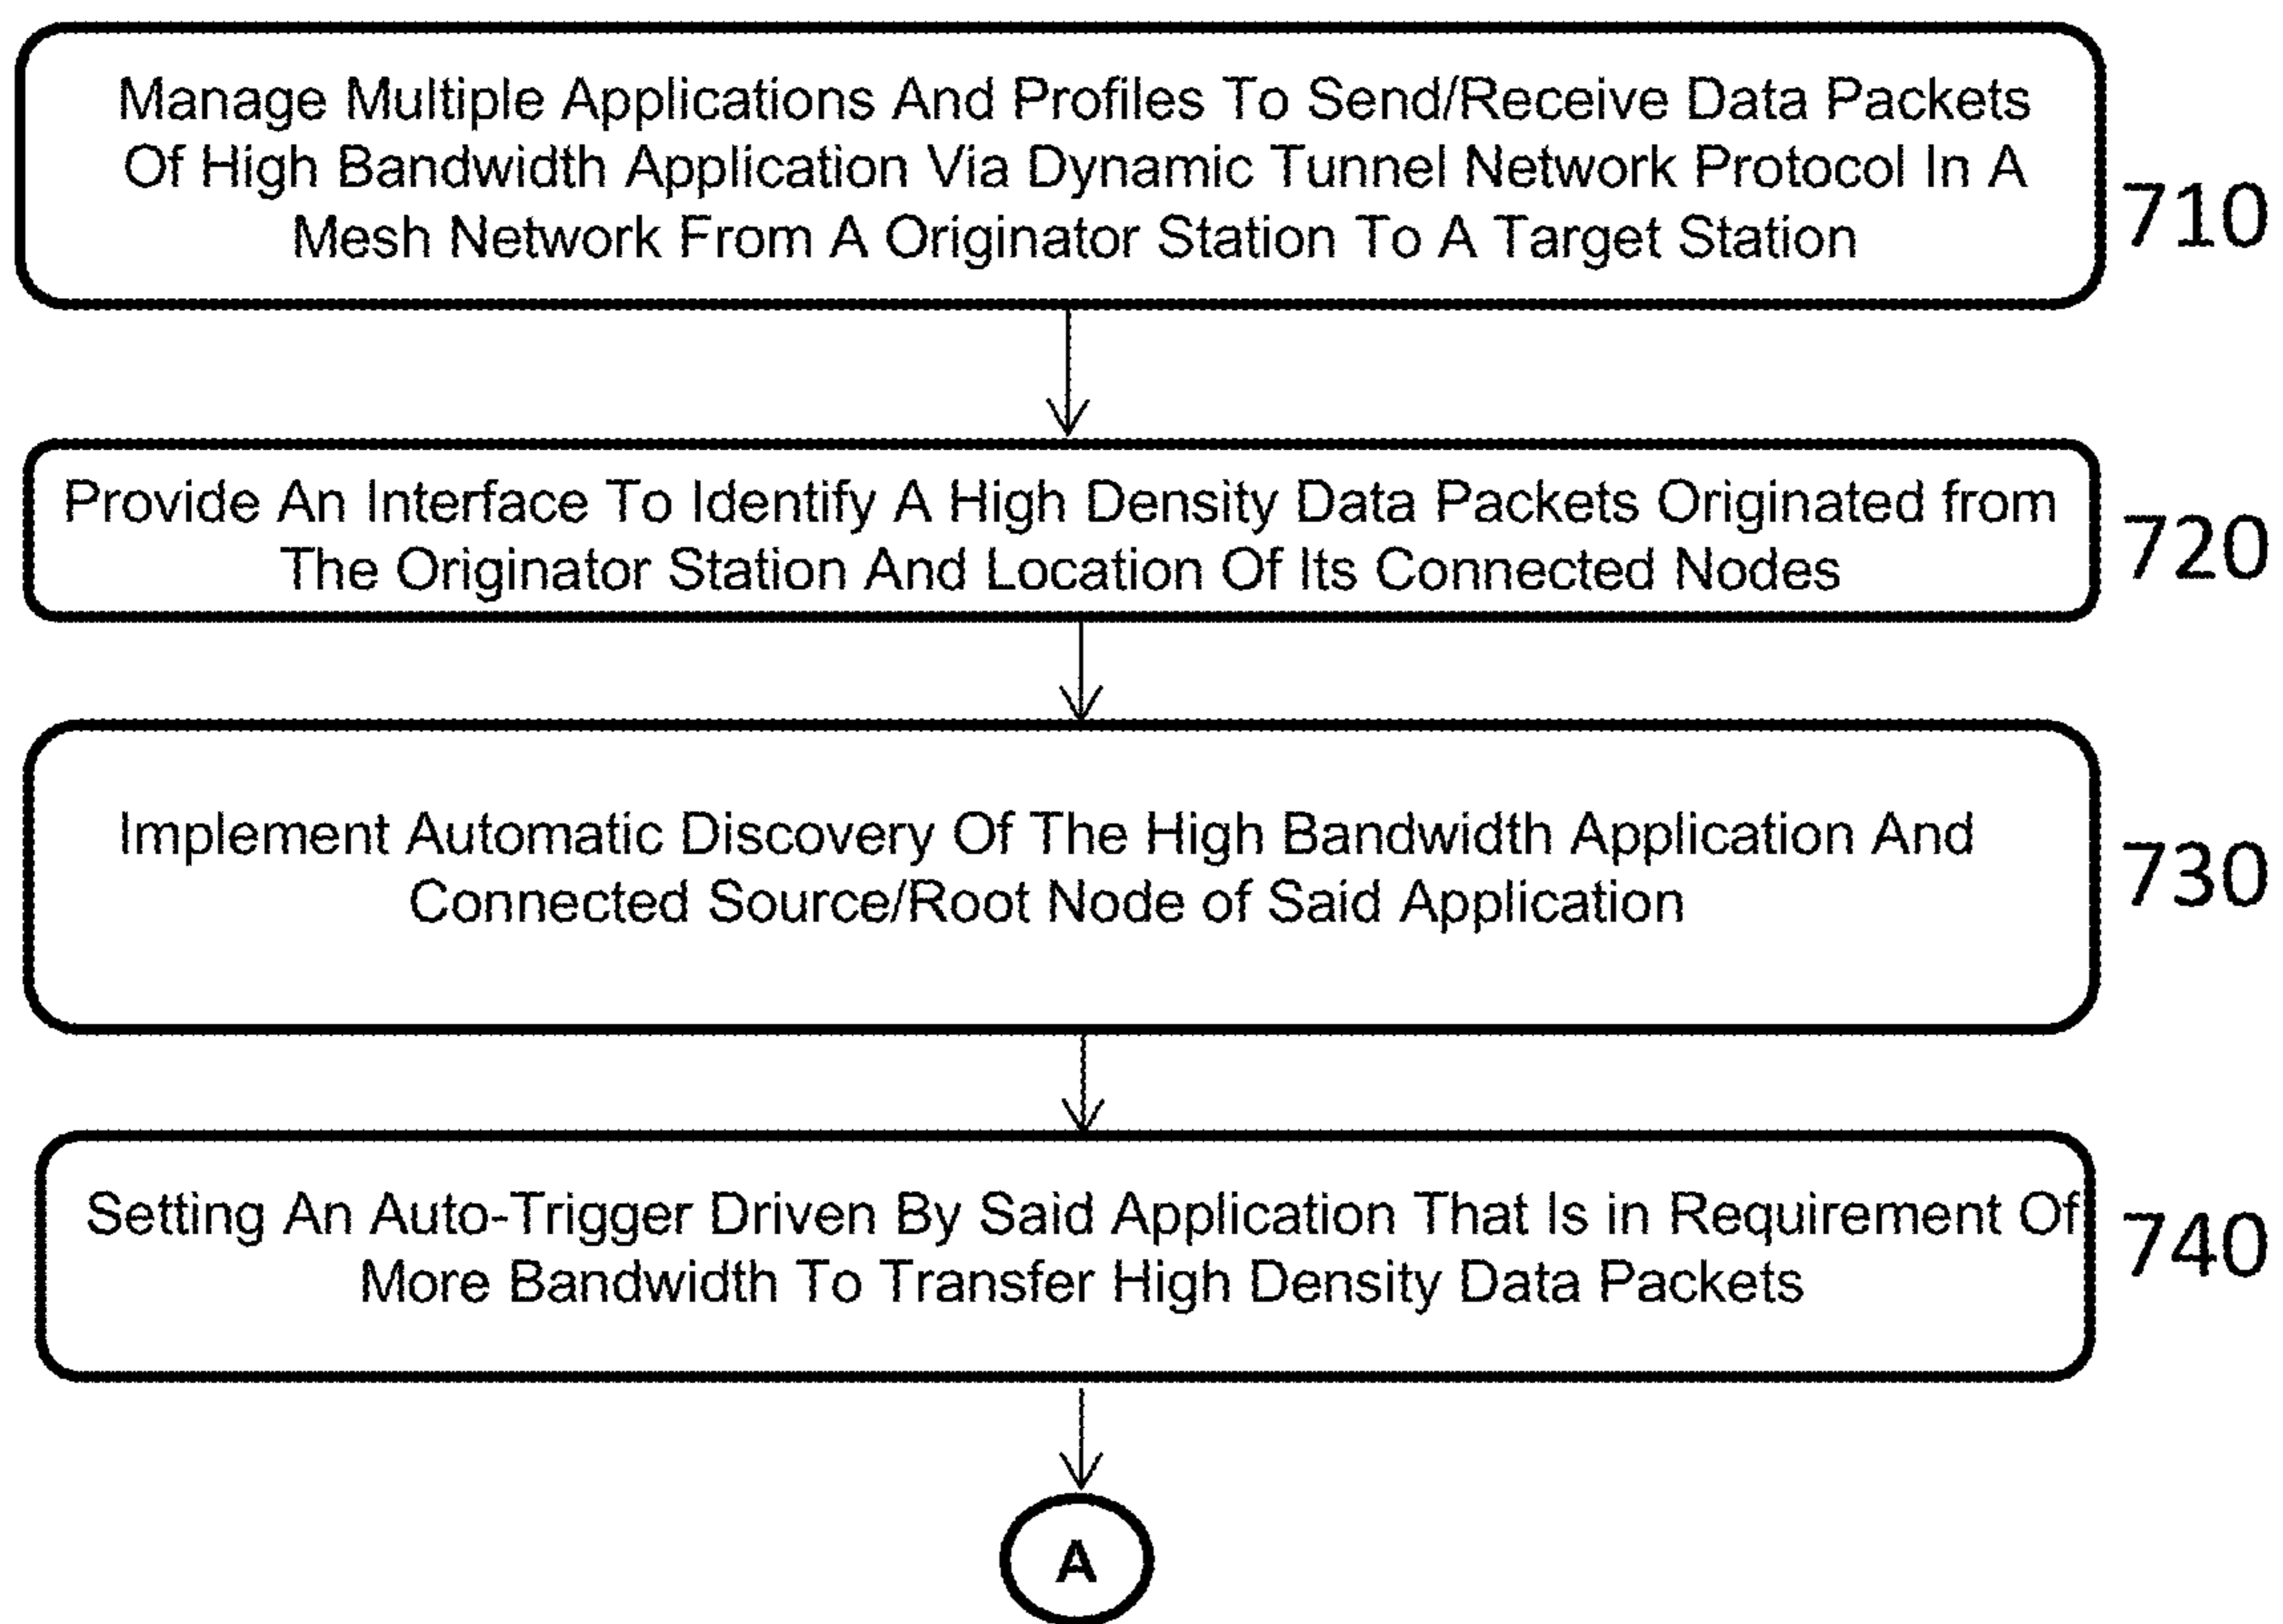 Manage Multiple Applications And Profiles To Send/Receive Data Packets
Of High Bandwidth Application Via Dynamic Tunnel Network Protocol In A
Mesh Network From A Originator Station To A Target Station
710
Provide An Interface To Identify A High Density Data Packets Originated from
The Originator Station And Location Of Its Connected Nodes
720
Implement Automatic Discovery Of The High Bandwidth Application And
Connected Source/Root Node of Said Application
730
Setting An Auto-Trigger Driven By Said Application That Is in Requirement Of
More Bandwidth To Transfer High Density Data Packets
740
A